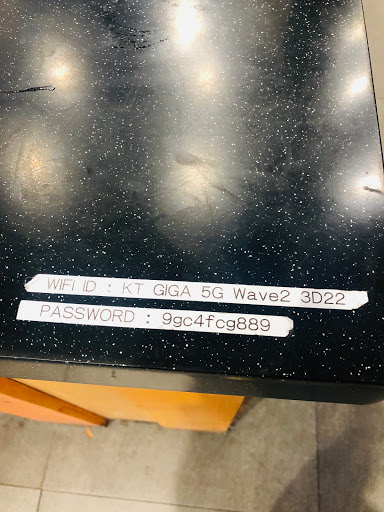 WIFI ID : KT GIGA 5G Wave2 3D22
PASSWORD : 9gc4fcg889